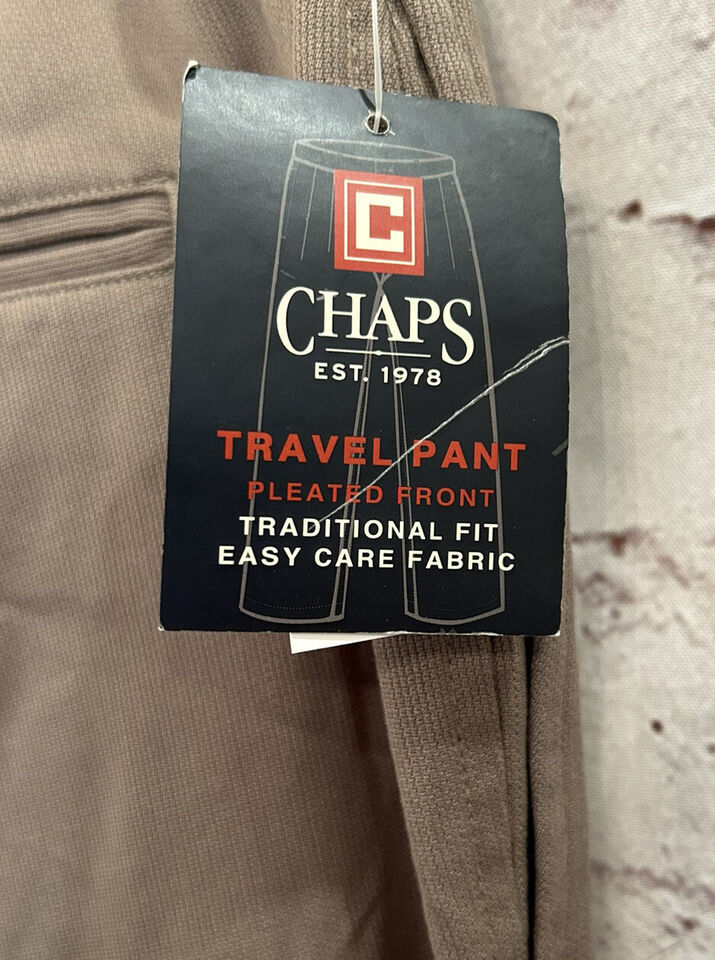 C
CHAPS
EST. 1978
TRAVEL PANT
PLEATED FRONT
TRADITIONAL FIT
EASY CARE FABRIC